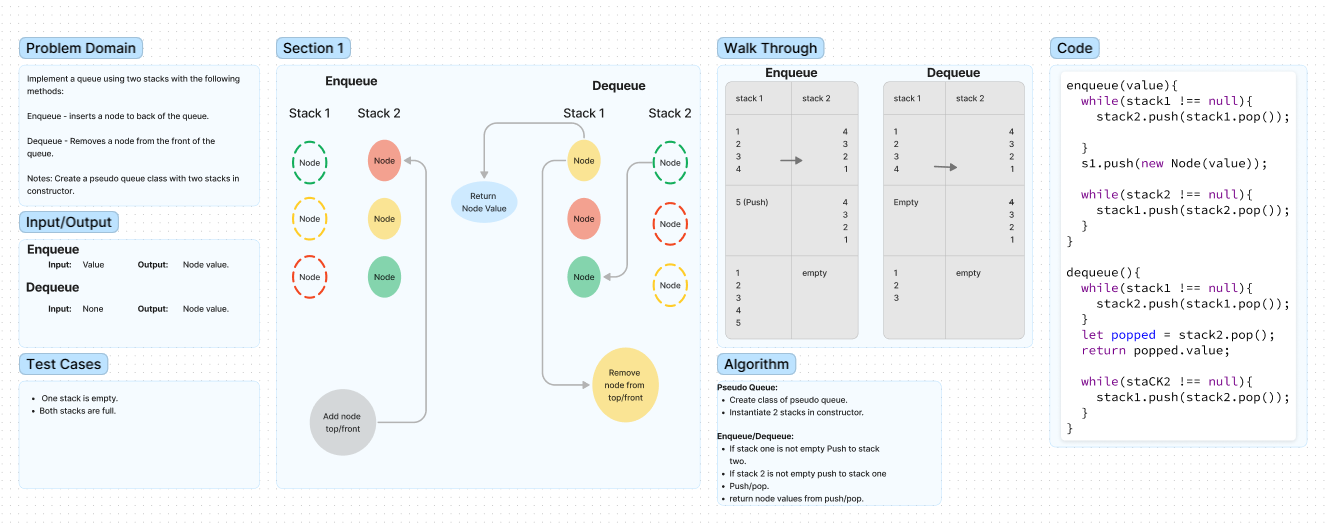 Problem Domain
Implement a queue using two stacks with the following
methods:
Enqueue - inserts a node to back of the queue.
Dequeue - Removes a node from the front of the
queue.
Notes: Create a pseudo queue class with two stacks in
constructor.
Input/Output
Enqueue
Input: Value Output: Node value.
Dequeue
Input: None Output: Node value.
Test Cases
• One stack is empty.
• Both stacks are full.
Section 1
Enqueue
Stack 1 Stack 2
Node Node
Node Node
Node Node
Add node
top/front
Dequeue
Stack 1 Stack 2
Node Node
Return
Node Value
Node Node
Node Node
Remove
node from
top/front
Walk Through
Enqueue
stack 1 stack 2
1 4
2 3
3 2
4 1
5 (Push) 4
3
2
1
1 empty
2
3
4
5
Dequeue
stack 1 stack 2
1 4
2 3
3 2
4 1
Empty 4
3
2
1
1 empty
2
3
Algorithm
Pseudo Queue:
• Create class of pseudo queue.
• Instantiate 2 stacks in constructor.
Enqueue/Dequeue:
• If stack one is not empty Push to stack
two.
• If stack 2 is not empty push to stack one
• Push/pop.
• return node values from push/pop.
Code
enqueue(value){
while(stack1 !== null){
stack2.push(stack1.pop());
}
s1.push(new Node(value));
while(stack2 !== null){
stack1.push(stack2.pop());
}
}
dequeue(){
while(stack1 !== null){
stack2.push(stack1.pop());
}
let popped = stack2.pop();
return popped.value;
while(staCK2 !== null){
stack1.push(stack2.pop());
}
}